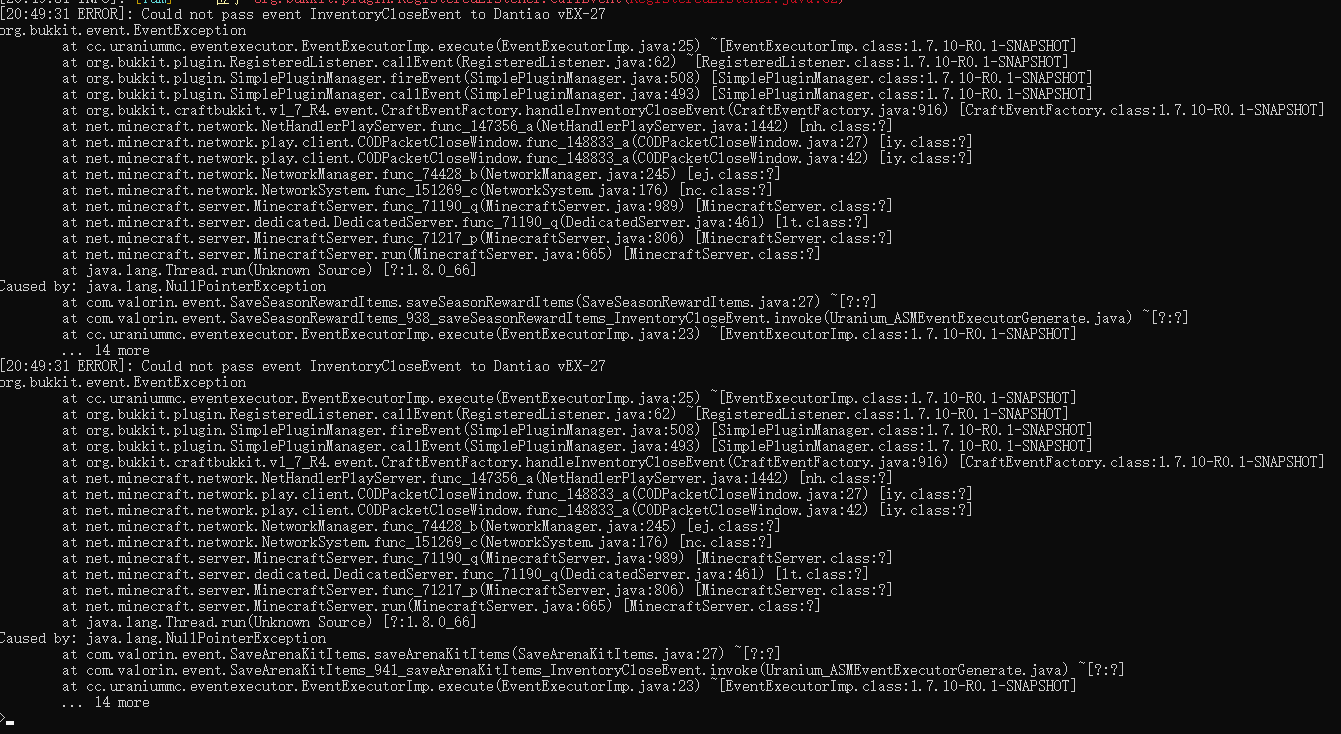 [20:49:31 ERROR]: Could not pass event InventoryCloseEvent to Dantiao vEX-27
org.bukkit.event.EventException
at cc.uraniummc.eventexecutor.EventExecutorImp.execute(EventExecutorImp.java:25) ~[EventExecutorImp.class:1.7.10-R0.1-SNAPSHOT]
at org.bukkit.plugin.RegisteredListener.callEvent(RegisteredListener.java:62) ~[RegisteredListener.class:1.7.10-R0.1-SNAPSHOT]
at org.bukkit.plugin.SimplePluginManager.fireEvent(SimplePluginManager.java:508) [SimplePluginManager.class:1.7.10-R0.1-SNAPSHOT]
at org.bukkit.plugin.SimplePluginManager.callEvent(SimplePluginManager.java:493) [SimplePluginManager.class:1.7.10-R0.1-SNAPSHOT]
at org.bukkit.craftbukkit.v1_7_R4.event.CraftEventFactory.handleInventoryCloseEvent(CraftEventFactory.java:916) [CraftEventFactory.class:1.7.10-R0.1-SNAPSHOT]
at net.minecraft.network.NetHandlerPlayServer.func_147356_a(NetHandlerPlayServer.java:1442) [nh.class:?]
at net.minecraft.network.play.client.C0DPacketCloseWindow.func_148833_a(C0DPacketCloseWindow.java:27) [iy.class:?]
at net.minecraft.network.play.client.C0DPacketCloseWindow.func_148833_a(C0DPacketCloseWindow.java:42) [iy.class:?]
at net.minecraft.network.NetworkManager.func_74428_b(NetworkManager.java:245) [ej.class:?]
at net.minecraft.network.NetworkSystem.func_151269_c(NetworkSystem.java:176) [nc.class:?]
at net.minecraft.server.MinecraftServer.func_71190_q(MinecraftServer.java:989) [MinecraftServer.class:?]
at net.minecraft.server.dedicated.DedicatedServer.func_71190_q(DedicatedServer.java:461) [lt.class:?]
at net.minecraft.server.MinecraftServer.func_71217_p(MinecraftServer.java:806) [MinecraftServer.class:?]
at net.minecraft.server.MinecraftServer.run(MinecraftServer.java:665) [MinecraftServer.class:?]
at java.lang.Thread.run(Unknown Source) [?:1.8.0_66]
Caused by: java.lang.NullPointerException
at com.valorin.event.SaveSeasonRewardItems.saveSeasonRewardItems(SaveSeasonRewardItems.java:27) ~[?:?]
at com.valorin.event.SaveSeasonRewardItems_938_saveSeasonRewardItems_InventoryCloseEvent.invoke(Uranium_ASMEventExecutorGenerate.java) ~[?:?]
at cc.uraniummc.eventexecutor.EventExecutorImp.execute(EventExecutorImp.java:23) ~[EventExecutorImp.class:1.7.10-R0.1-SNAPSHOT]
... 14 more
[20:49:31 ERROR]: Could not pass event InventoryCloseEvent to Dantiao vEX-27
org.bukkit.event.EventException
at cc.uraniummc.eventexecutor.EventExecutorImp.execute(EventExecutorImp.java:25) ~[EventExecutorImp.class:1.7.10-R0.1-SNAPSHOT]
at org.bukkit.plugin.RegisteredListener.callEvent(RegisteredListener.java:62) ~[RegisteredListener.class:1.7.10-R0.1-SNAPSHOT]
at org.bukkit.plugin.SimplePluginManager.fireEvent(SimplePluginManager.java:508) [SimplePluginManager.class:1.7.10-R0.1-SNAPSHOT]
at org.bukkit.plugin.SimplePluginManager.callEvent(SimplePluginManager.java:493) [SimplePluginManager.class:1.7.10-R0.1-SNAPSHOT]
at org.bukkit.craftbukkit.v1_7_R4.event.CraftEventFactory.handleInventoryCloseEvent(CraftEventFactory.java:916) [CraftEventFactory.class:1.7.10-R0.1-SNAPSHOT]
at net.minecraft.network.NetHandlerPlayServer.func_147356_a(NetHandlerPlayServer.java:1442) [nh.class:?]
at net.minecraft.network.play.client.C0DPacketCloseWindow.func_148833_a(C0DPacketCloseWindow.java:27) [iy.class:?]
at net.minecraft.network.play.client.C0DPacketCloseWindow.func_148833_a(C0DPacketCloseWindow.java:42) [iy.class:?]
at net.minecraft.network.NetworkManager.func_74428_b(NetworkManager.java:245) [ej.class:?]
at net.minecraft.network.NetworkSystem.func_151269_c(NetworkSystem.java:176) [nc.class:?]
at net.minecraft.server.MinecraftServer.func_71190_q(MinecraftServer.java:989) [MinecraftServer.class:?]
at net.minecraft.server.dedicated.DedicatedServer.func_71190_q(DedicatedServer.java:461) [lt.class:?]
at net.minecraft.server.MinecraftServer.func_71217_p(MinecraftServer.java:806) [MinecraftServer.class:?]
at net.minecraft.server.MinecraftServer.run(MinecraftServer.java:665) [MinecraftServer.class:?]
at java.lang.Thread.run(Unknown Source) [?:1.8.0_66]
Caused by: java.lang.NullPointerException
at com.valorin.event.SaveArenaKitItems.saveArenaKitItems(SaveArenaKitItems.java:27) ~[?:?]
at com.valorin.event.SaveArenaKitItems_941_saveArenaKitItems_InventoryCloseEvent.invoke(Uranium_ASMEventExecutorGenerate.java) ~[?:?]
at cc.uraniummc.eventexecutor.EventExecutorImp.execute(EventExecutorImp.java:23) ~[EventExecutorImp.class:1.7.10-R0.1-SNAPSHOT]
... 14 more
>